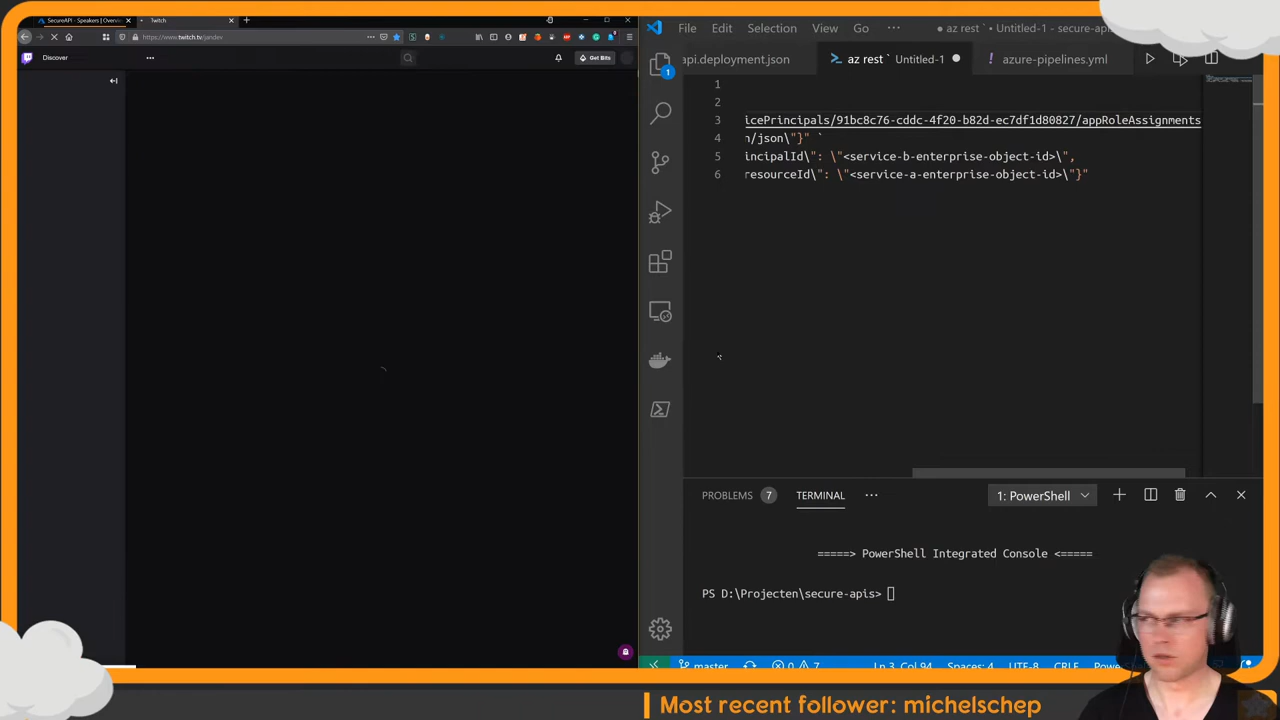 SecureAPI - Speakers | Overvi
Twitch
https://www.twitch.tv/jandev
Discover
Get Bits
File Edit Selection View Go ··· az rest ` • Untitled-1 - secure-apis
api.deployment.json
az rest ` Untitled-1
! azure-pipelines.yml
1
2
3 icePrincipals/91bc8c76-cddc-4f20-b82d-ec7df1d80827/appRoleAssignments
4 n/json\"}" `
5 incipalId\": \"<service-b-enterprise-object-id>\",
6 resourceId\": \"<service-a-enterprise-object-id>\"}"
1
PROBLEMS 7 TERMINAL ··· 1: PowerShell
=====> PowerShell Integrated Console <=====
PS D:\Projecten\secure-apis>
master 0 7 Ln 3, Col 94 Spaces: 4 UTF-8 CRLF
Most recent follower: michelschep